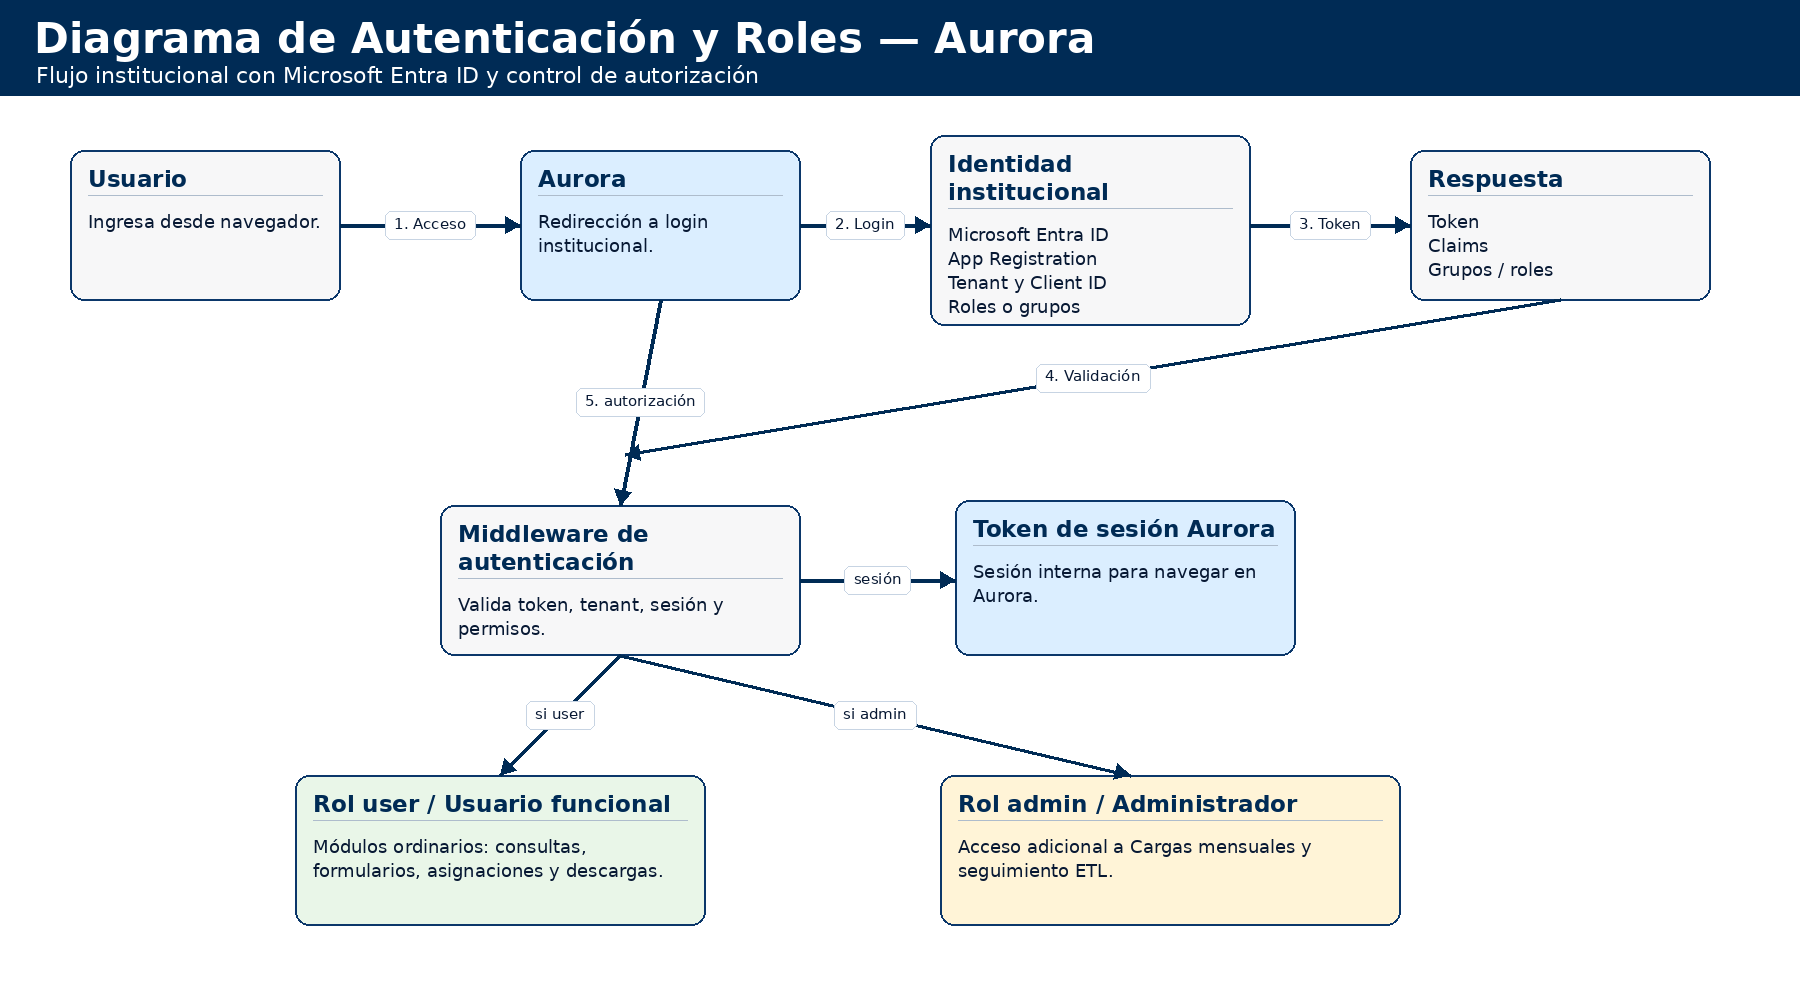 Diagrama de Autenticación y Roles — Aurora
Flujo institucional con Microsoft Entra ID y control de autorización
Usuario
Ingresa desde navegador.
1. Acceso
Aurora
Redirección a login
institucional.
2. Login
Identidad
institucional
Microsoft Entra ID
App Registration
Tenant y Client ID
Roles o grupos
3. Token
Respuesta
Token
Claims
Grupos / roles
4. Validación
5. autorización
Middleware de
autenticación
Valida token, tenant, sesión y
permisos.
sesión
Token de sesión Aurora
Sesión interna para navegar en
Aurora.
si user
si admin
Rol user / Usuario funcional
Módulos ordinarios: consultas,
formularios, asignaciones y descargas.
Rol admin / Administrador
Acceso adicional a Cargas mensuales y
seguimiento ETL.